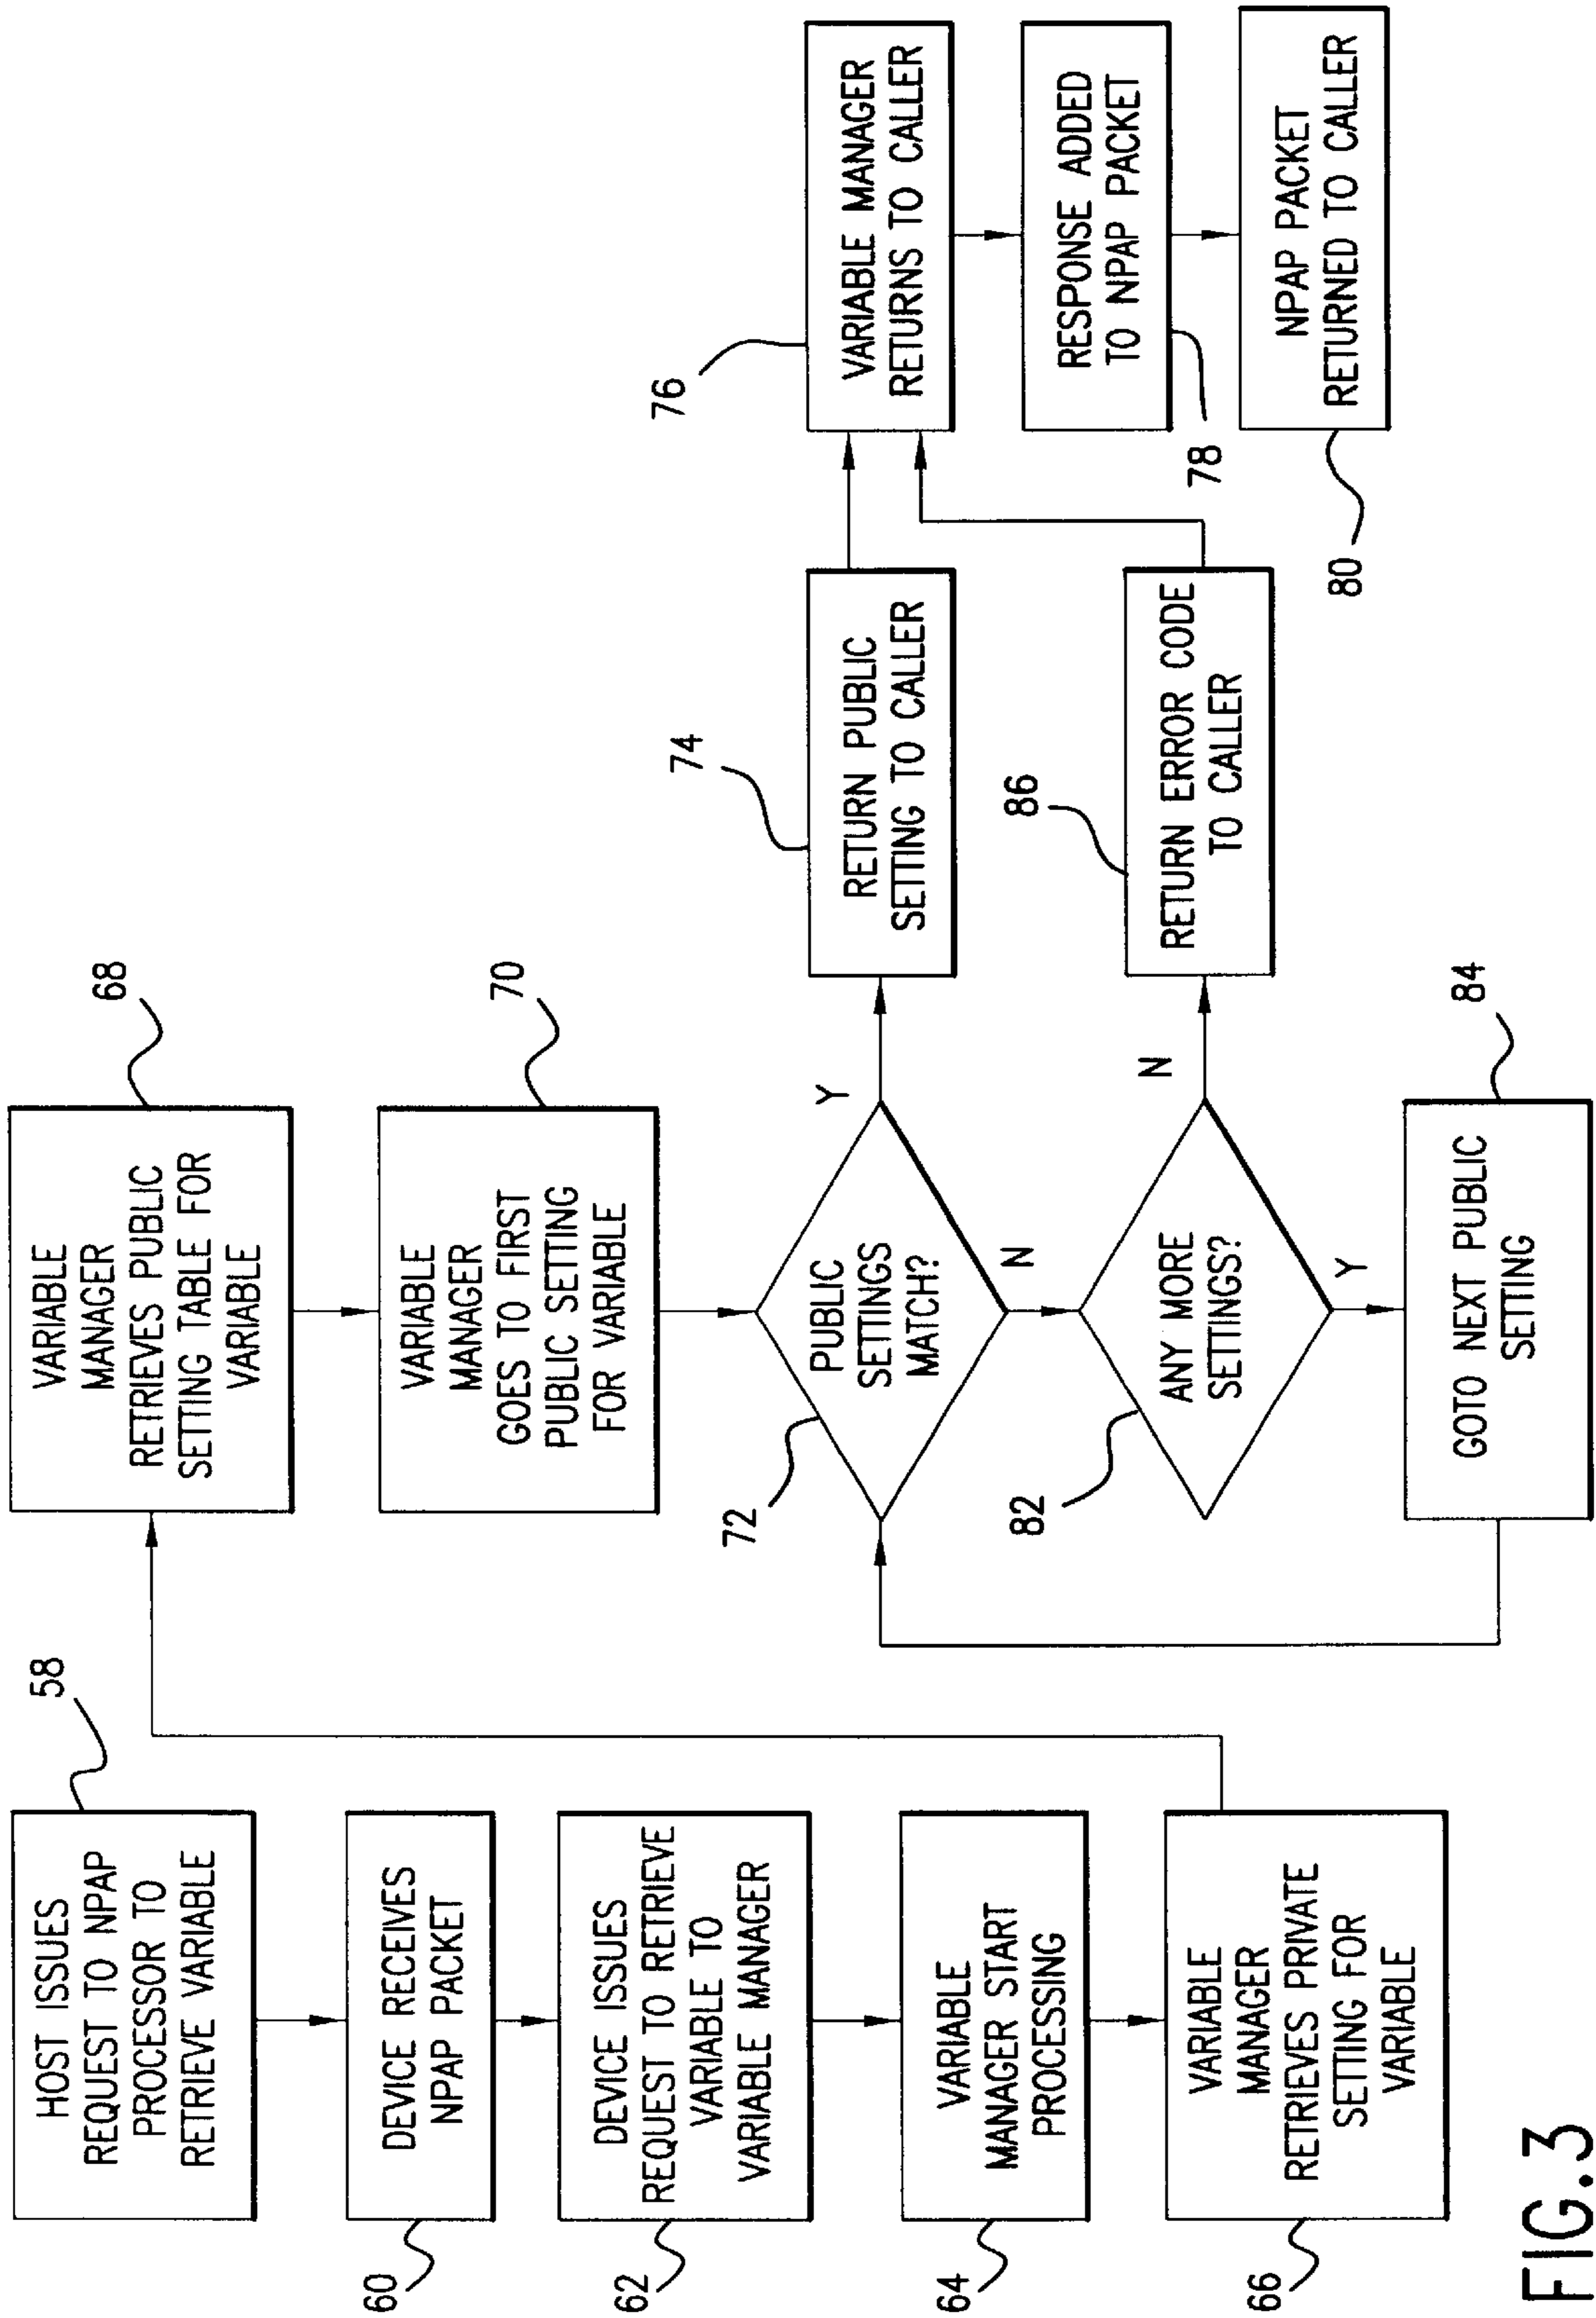 58
HOST ISSUES
REQUEST TO NPAP
PROCESSOR TO
RETRIEVE VARIABLE
60
DEVICE RECEIVES
NPAP PACKET
62
DEVICE ISSUES
REQUEST TO RETRIEVE
VARIABLE TO
VARIABLE MANAGER
64
VARIABLE
MANAGER START
PROCESSING
66
VARIABLE
MANAGER
RETRIEVES PRIVATE
SETTING FOR
VARIABLE
68
VARIABLE
MANAGER
RETRIEVES PUBLIC
SETTING TABLE FOR
VARIABLE
70
VARIABLE
MANAGER
GOES TO FIRST
PUBLIC SETTING
FOR VARIABLE
72
PUBLIC
SETTINGS
MATCH?
Y
N
82
ANY MORE
SETTINGS?
N
Y
84
GOTO NEXT PUBLIC
SETTING
74
RETURN PUBLIC
SETTING TO CALLER
86
RETURN ERROR CODE
TO CALLER
76
VARIABLE MANAGER
RETURNS TO CALLER
78
RESPONSE ADDED
TO NPAP PACKET
80
NPAP PACKET
RETURNED TO CALLER
FIG.3